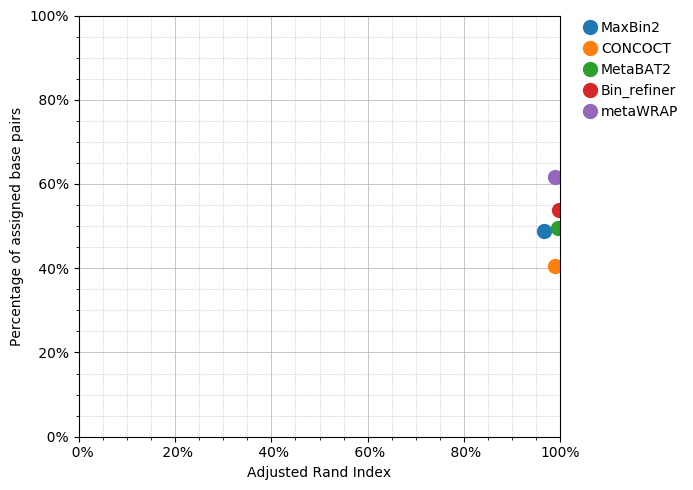 100%
80%
60%
40%
20%
0%
Percentage of assigned base pairs
0%
20%
40%
60%
80%
100%
Adjusted Rand Index
MaxBin2
CONCOCT
MetaBAT2
Bin_refiner
metaWRAP